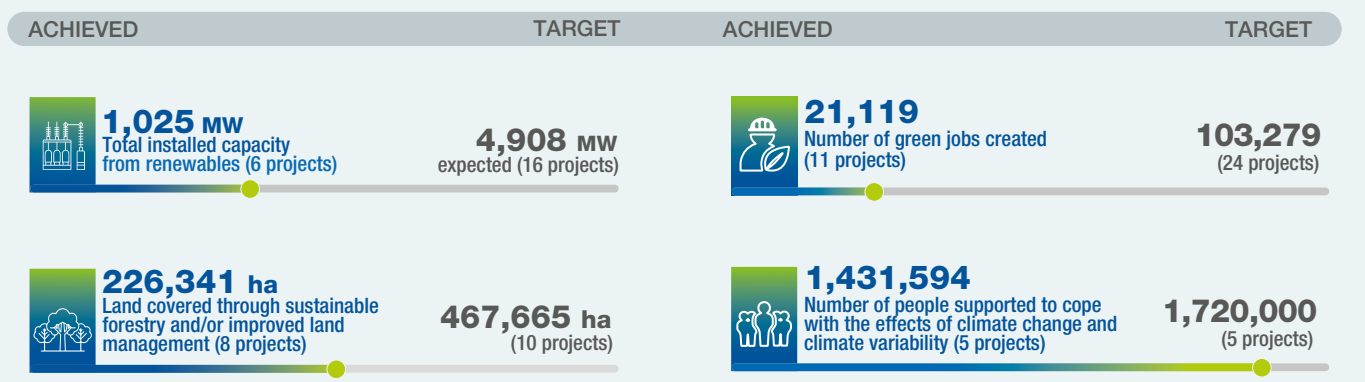 ACHIEVED
TARGET
ACHIEVED
TARGET
1,025 MW
Total installed capacity
from renewables (6 projects)
4,908 MW
expected (16 projects)
21,119
Number of green jobs created
(11 projects)
103,279
(24 projects)
226,341 ha
Land covered through sustainable
forestry and/or improved land
management (8 projects)
467,665 ha
(10 projects)
1,431,594
Number of people supported to cope
with the effects of climate change and
climate variability (5 projects)
1,720,000
(5 projects)